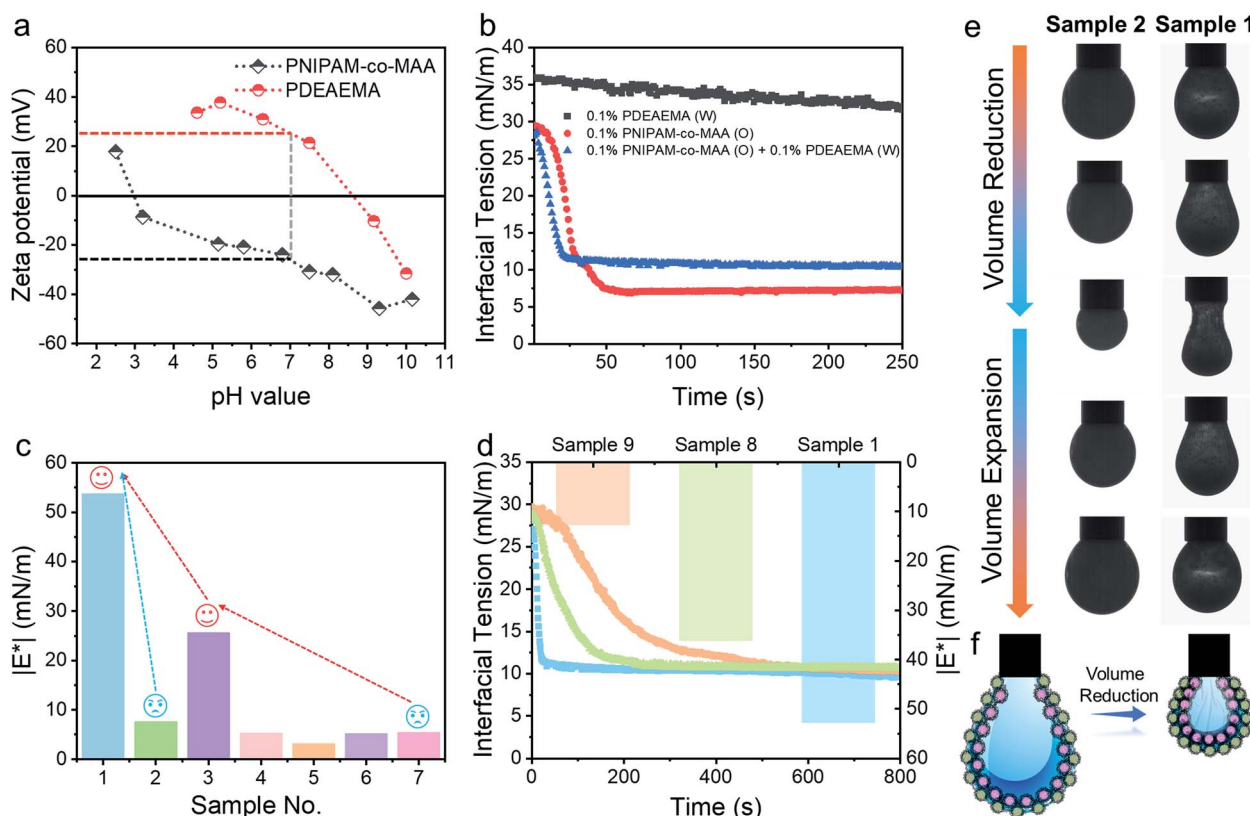 a
Zeta potential (mV)
60
40
20
0
-20
-40
-60
2 3 4 5 6 7 8 9 10 11
pH value
PNIPAM-co-MAA
PDEAEMA
b
Interfacial Tension (mN/m)
40
35
30
25
20
15
10
5
0
50 100 150 200 250
Time (s)
0.1% PDEAEMA (W)
0.1% PNIPAM-co-MAA (O)
0.1% PNIPAM-co-MAA (O) + 0.1% PDEAEMA (W)
c
|E*| (mN/m)
60
50
40
30
20
10
0
1 2 3 4 5 6 7
Sample No.
d
Sample 9 Sample 8 Sample 1
Interfacial Tension (mN/m)
35
30
25
20
15
10
5
0
0 200 400 600 800
Time (s)
0
10
20
30
40
50
60
|E*| (mN/m)
e
Sample 2 Sample 1
Volume Reduction
Volume Expansion
f
Volume
Reduction